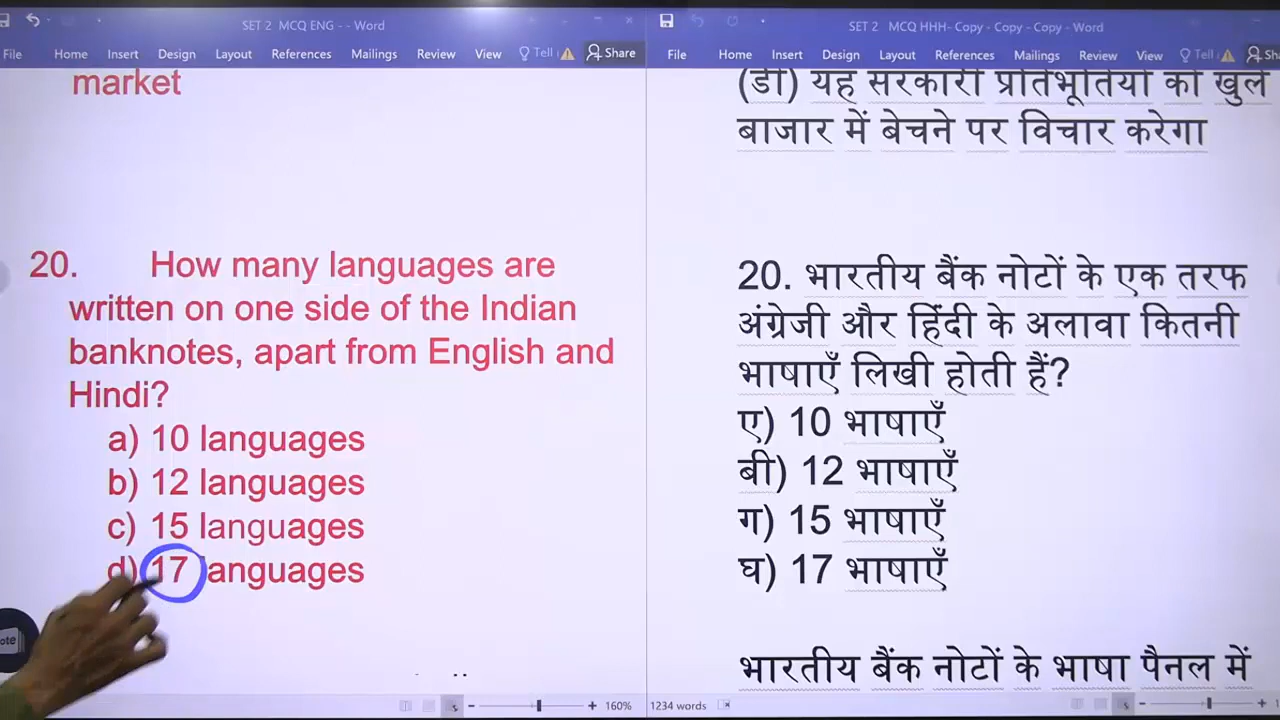 SET 2 MCQ ENG - - Word
File Home Insert Design Layout References Mailings Review View Tell Share
market
20. How many languages are
written on one side of the Indian
banknotes, apart from English and
Hindi?
a) 10 languages
b) 12 languages
c) 15 languages
d) 17 languages
160%
SET 2 MCQ HHH- Copy - Copy - Copy - Word
File Home Insert Design Layout References Mailings Review View Tell
(डी) यह सरकारी प्रतिभूतियों को खुले
बाजार में बेचने पर विचार करेगा
20. भारतीय बैंक नोटों के एक तरफ
अंग्रेजी और हिंदी के अलावा कितनी
भाषाएँ लिखी होती हैं?
ए) 10 भाषाएँ
बी) 12 भाषाएँ
ग) 15 भाषाएँ
घ) 17 भाषाएँ
भारतीय बैंक नोटों के भाषा पैनल में
1234 words